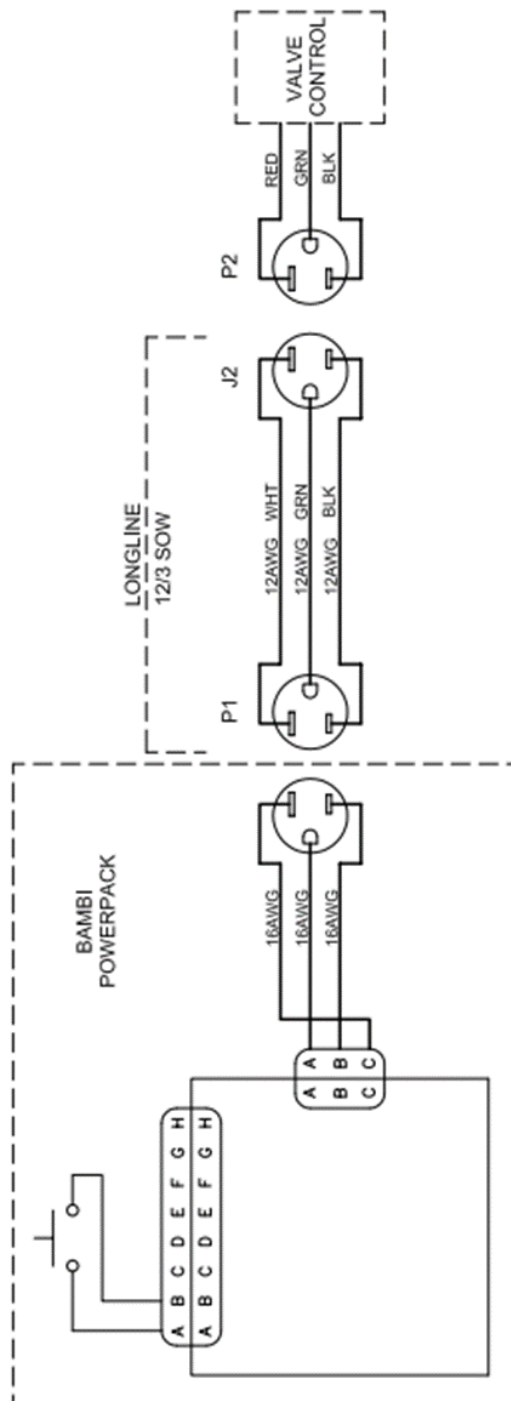 VALVE
CONTROL
RED
GRN
BLK
P2
J2
LONGLINE
12/3 SOW
12AWG WHT
12AWG GRN
12AWG BLK
P1
BAMBI
POWERPACK
16AWG
16AWG
16AWG
A B C
A B C
A B C D E F G H
A B C D E F G H